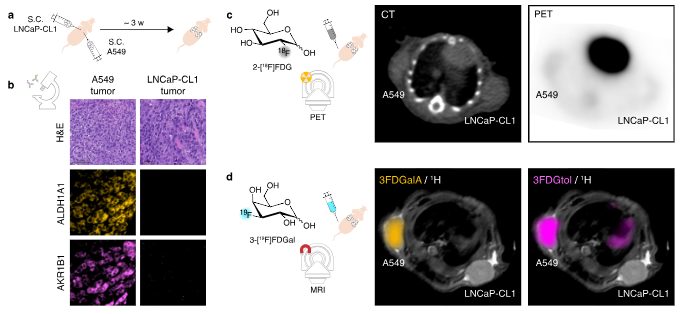 a
S.C.
LNCaP-CL1
~ 3 w
S.C.
A549
b
A549
tumor
LNCaP-CL1
tumor
H&E
ALDH1A1
AKR1B1
c
HO
OH
O
HO
HO
18F
OH
2-[18F]FDG
PET
CT
A549
LNCaP-CL1
PET
A549
LNCaP-CL1
d
OH
OH
O
19F
HO
OH
3-[19F]FDGal
MRI
3FDGalA / 1H
A549
LNCaP-CL1
3FDGtol / 1H
A549
LNCaP-CL1